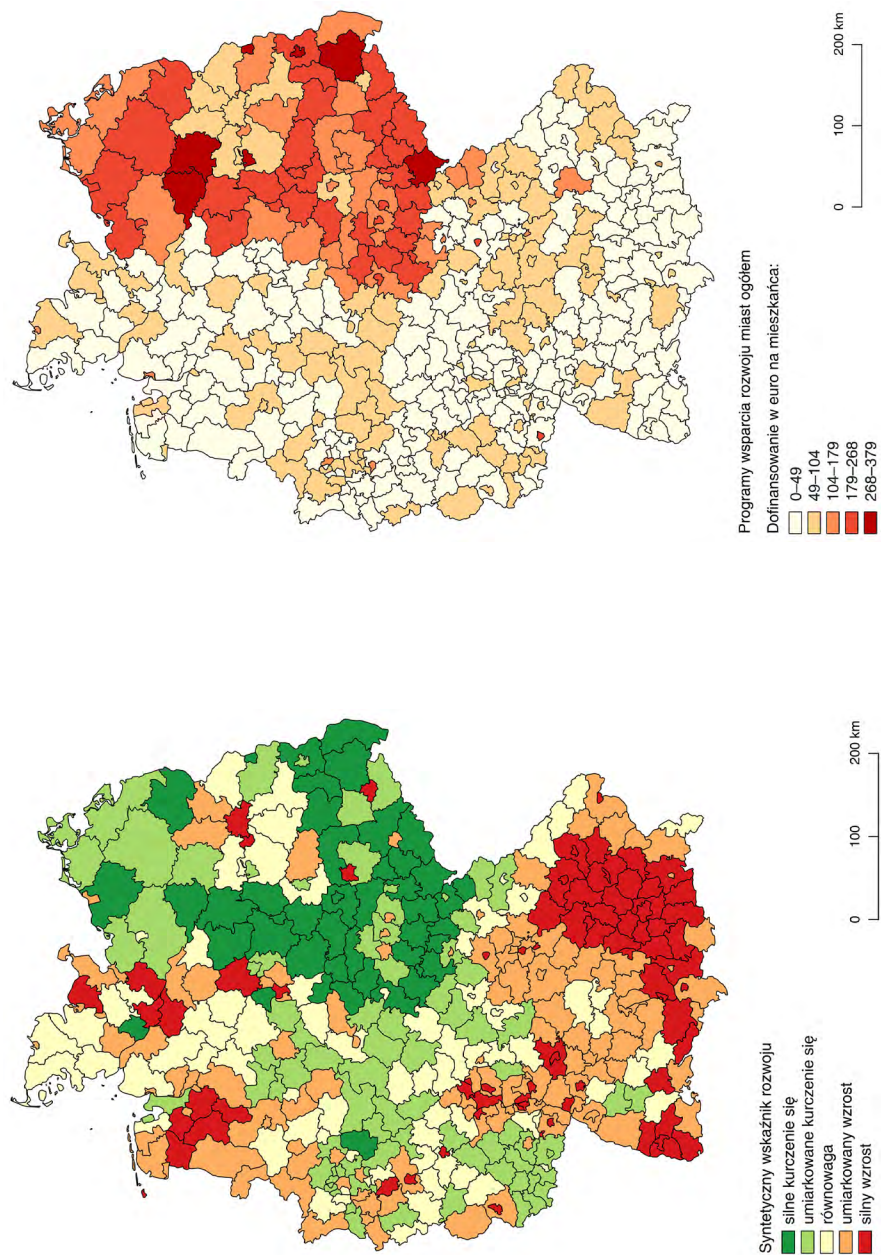 Programy wsparcia rozwoju miast ogółem
Dofinansowanie w euro na mieszkańca:
0–49
49–104
104–179
179–268
268–379
0 100 200 km
Syntetyczny wskaźnik rozwoju
silne kurczenie się
umiarkowane kurczenie się
równowaga
umiarkowany wzrost
silny wzrost
0 100 200 km